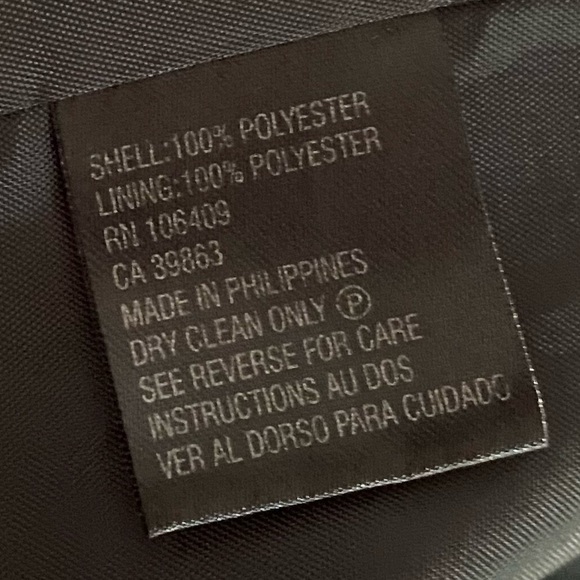 SHELL:100% POLYESTER
LINING:100% POLYESTER
RN 106409
CA 39863
MADE IN PHILIPPINES
DRY CLEAN ONLY Ⓟ
SEE REVERSE FOR CARE
INSTRUCTIONS AU DOS
VER AL DORSO PARA CUIDADO